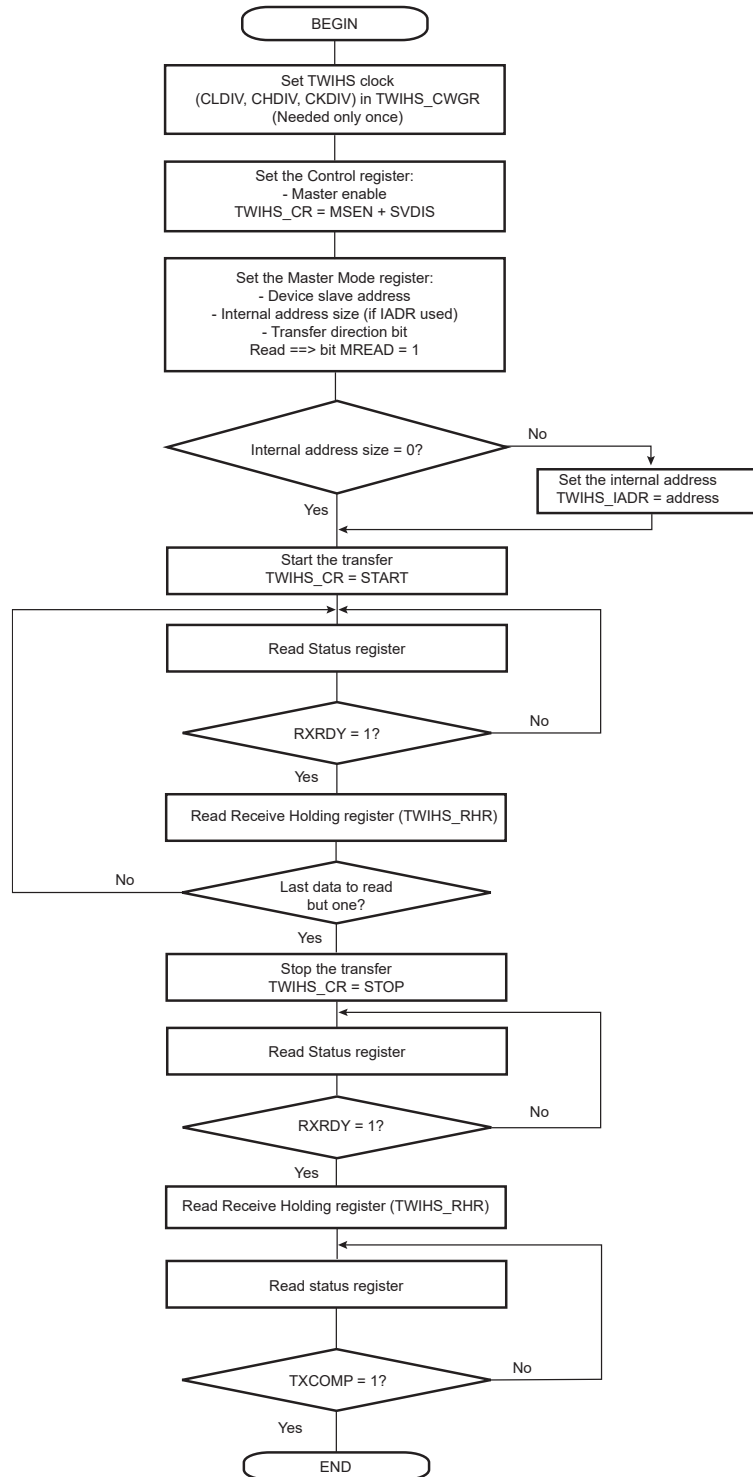 BEGIN
Set TWIHS clock
(CLDIV, CHDIV, CKDIV) in TWIHS_CWGR
(Needed only once)
Set the Control register:
- Master enable
TWIHS_CR = MSEN + SVDIS
Set the Master Mode register:
- Device slave address
- Internal address size (if IADR used)
- Transfer direction bit
Read ==> bit MREAD = 1
Internal address size = 0?
No
Set the internal address
TWIHS_IADR = address
Yes
Start the transfer
TWIHS_CR = START
Read Status register
RXRDY = 1?
No
Yes
Read Receive Holding register (TWIHS_RHR)
No
Last data to read
but one?
Yes
Stop the transfer
TWIHS_CR = STOP
Read Status register
RXRDY = 1?
No
Yes
Read Receive Holding register (TWIHS_RHR)
Read status register
TXCOMP = 1?
No
Yes
END